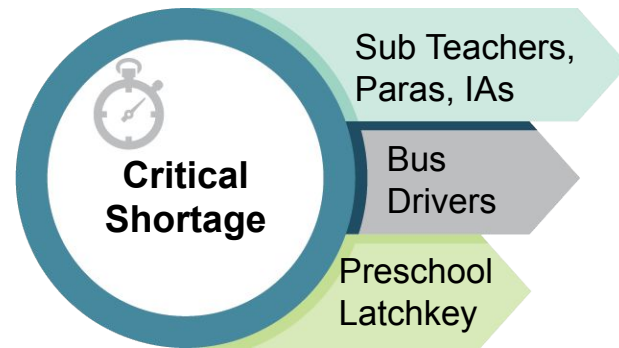 Critical
Shortage
Sub Teachers,
Paras, IAs
Bus
Drivers
Preschool
Latchkey